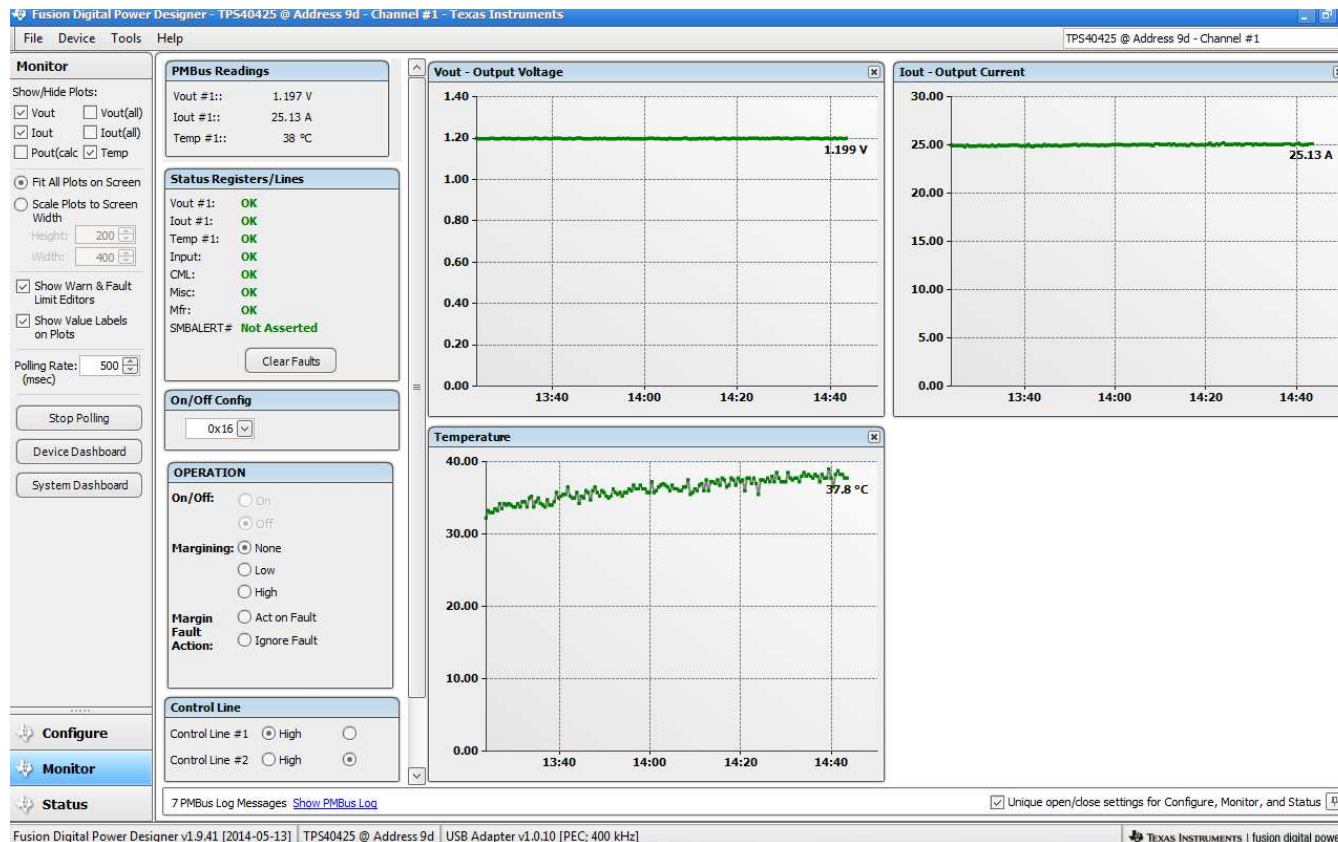 Fusion Digital Power Designer - TPS40425 @ Address 9d - Channel #1 - Texas Instruments
File Device Tools Help
TPS40425 @ Address 9d - Channel #1
Monitor
Show/Hide Plots:
Vout Vout(all)
Iout Iout(all)
Pout(calc Temp
Fit All Plots on Screen
Scale Plots to Screen
Width
Height: 200
Width: 400
Show Warn & Fault
Limit Editors
Show Value Labels
on Plots
Polling Rate: 500
(msec)
Stop Polling
Device Dashboard
System Dashboard
Configure
Monitor
Status
PMBus Readings
Vout #1:: 1.197 V
Iout #1:: 25.13 A
Temp #1:: 38 °C
Status Registers/Lines
Vout #1: OK
Iout #1: OK
Temp #1: OK
Input: OK
CML: OK
Misc: OK
Mfr: OK
SMBALERT# Not Asserted
Clear Faults
On/Off Config
0x16
OPERATION
On/Off: On
Off
Margining: None
Low
High
Margin Act on Fault
Fault
Action: Ignore Fault
Control Line
Control Line #1 High
Control Line #2 High
Vout - Output Voltage
1.40
1.20
1.199 V
1.00
0.80
0.60
0.40
0.20
0.00
13:40 14:00 14:20 14:40
Iout - Output Current
30.00
25.00
25.13 A
20.00
15.00
10.00
5.00
0.00
13:40 14:00 14:20 14:40
Temperature
40.00
37.8 °C
30.00
20.00
10.00
0.00
13:40 14:00 14:20 14:40
7 PMBus Log Messages Show PMBus Log
Unique open/close settings for Configure, Monitor, and Status
Fusion Digital Power Designer v1.9.41 [2014-05-13] TPS40425 @ Address 9d USB Adapter v1.0.10 [PEC; 400 kHz]
TEXAS INSTRUMENTS | fusion digital powe